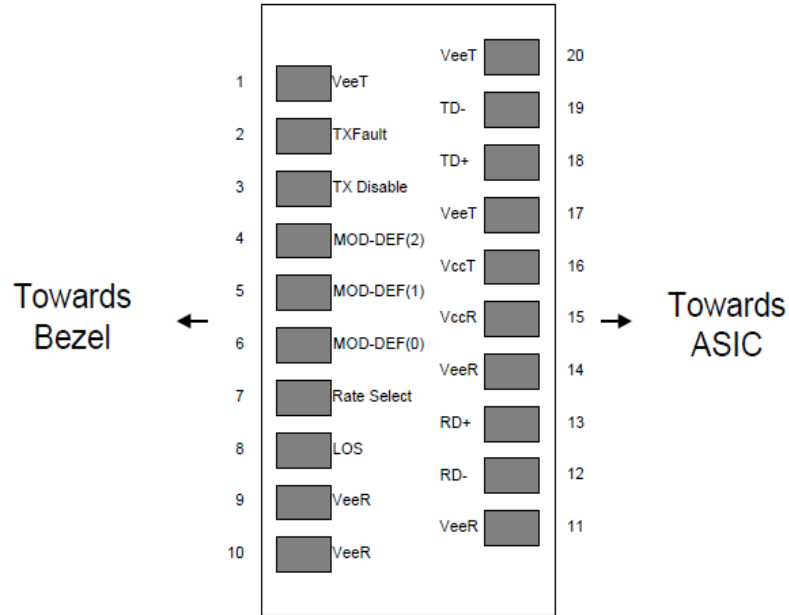 VeeT 20
1 VeeT
TD- 19
2 TXFault
TD+ 18
3 TX Disable
VeeT 17
4 MOD-DEF(2)
VccT 16
5 MOD-DEF(1)
Towards
Bezel
VccR 15
Towards
ASIC
6 MOD-DEF(0)
VeeR 14
7 Rate Select
RD+ 13
8 LOS
RD- 12
9 VeeR
VeeR 11
10 VeeR